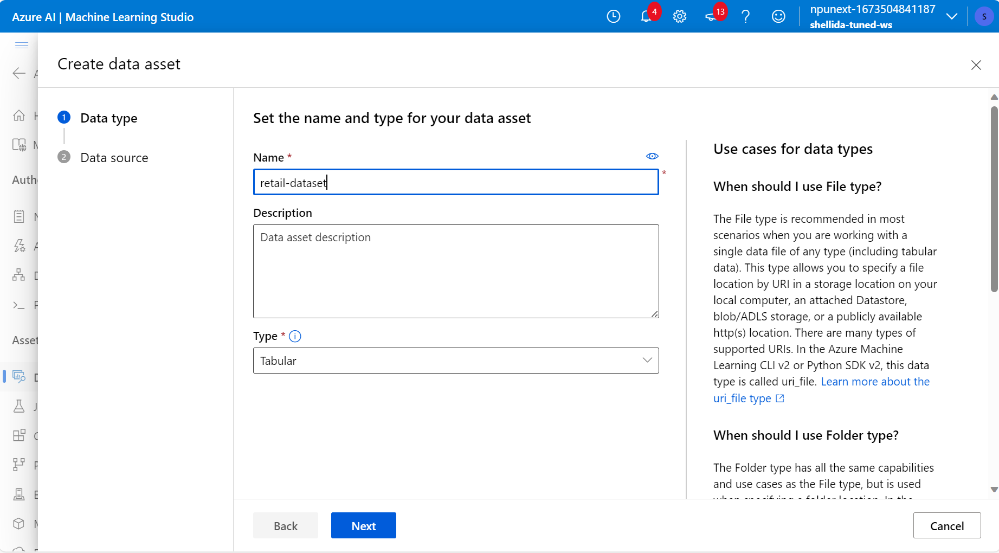 Azure AI | Machine Learning Studio
4
13
npunext-1673504841187
shellida-tuned-ws
S
Create data asset
1 Data type
2 Data source
Auth
Asset
Set the name and type for your data asset
Name *
retail-dataset
*
Description
Data asset description
Type *
Tabular
Use cases for data types
When should I use File type?
The File type is recommended in most
scenarios when you are working with a
single data file of any type (including tabular
data). This type allows you to specify a file
location by URI in a storage location on your
local computer, an attached Datastore,
blob/ADLS storage, or a publicly available
http(s) location. There are many types of
supported URIs. In the Azure Machine
Learning CLI v2 or Python SDK v2, this data
type is called uri_file. Learn more about the
uri_file type
When should I use Folder type?
The Folder type has all the same capabilities
and use cases as the File type, but is used
when specifying a folder location. In the
Back
Next
Cancel